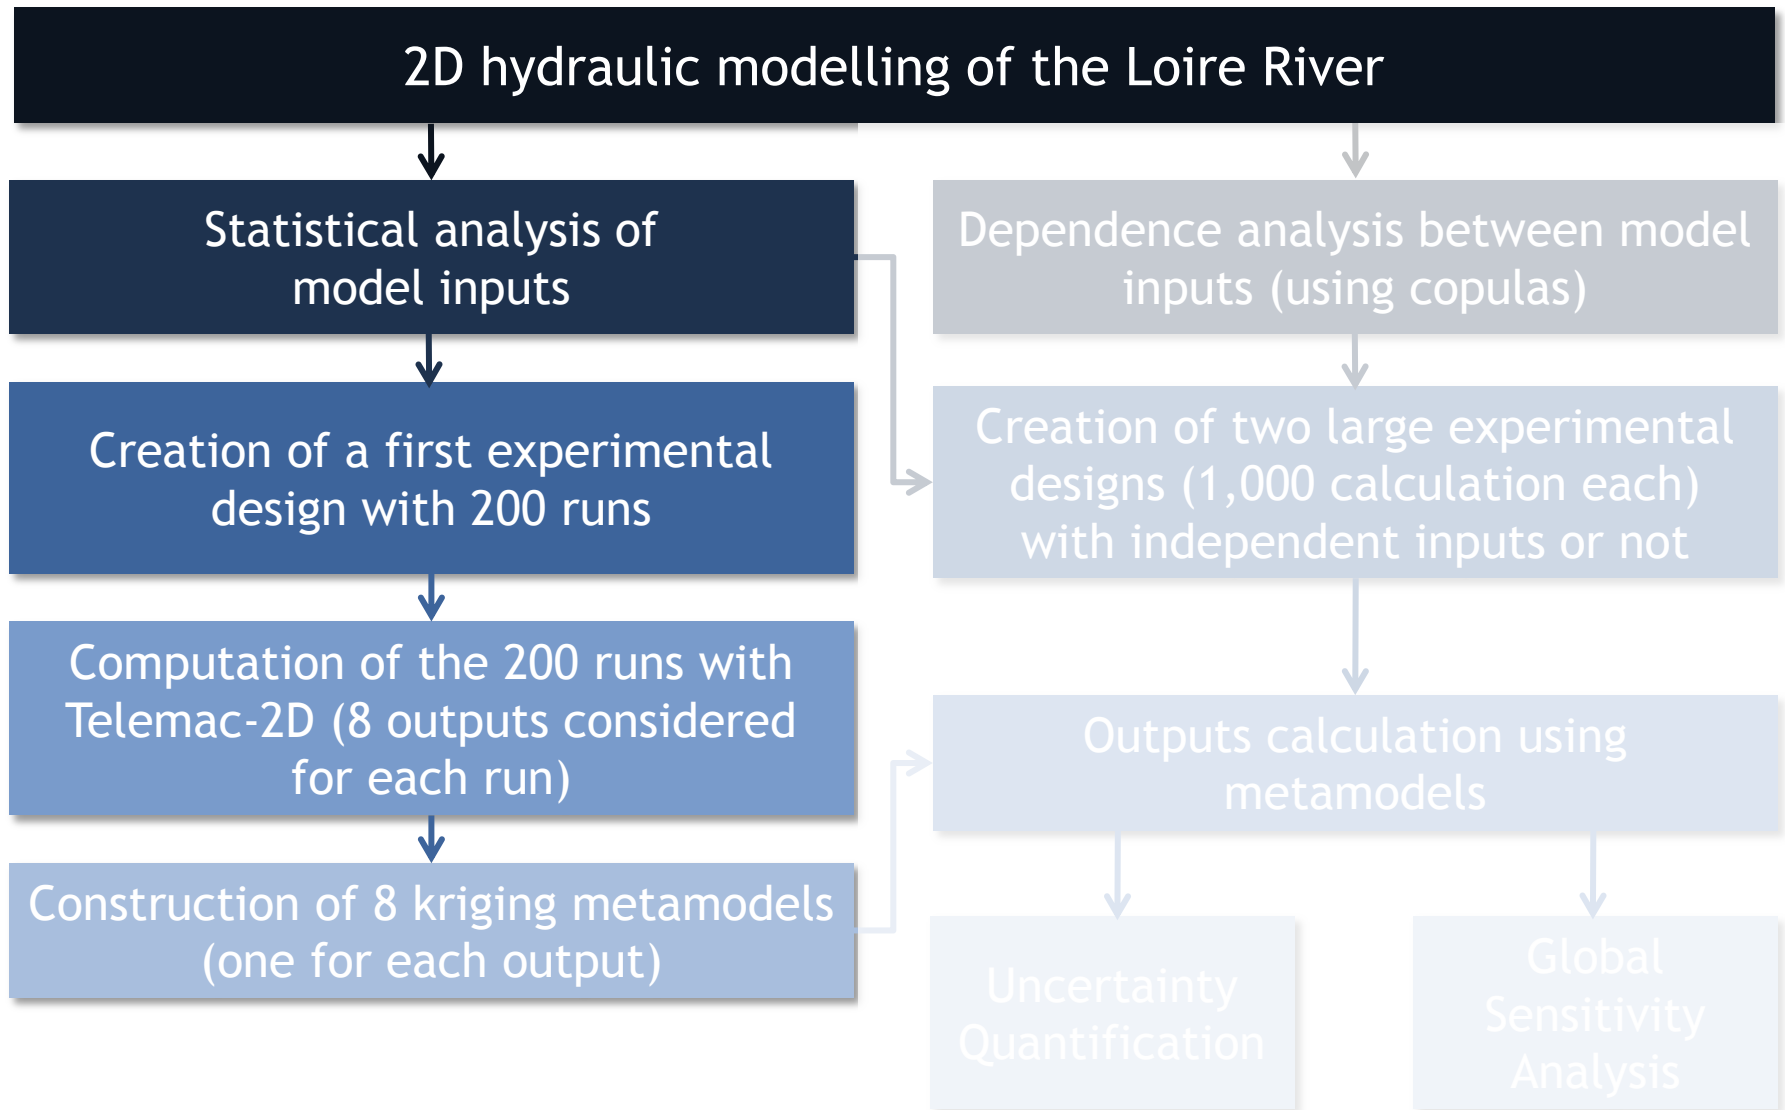 2D hydraulic modelling of the Loire River
Statistical analysis of
model inputs
Creation of a first experimental
design with 200 runs
Computation of the 200 runs with
Telemac-2D (8 outputs considered
for each run)
Construction of 8 kriging metamodels
(one for each output)
Dependence analysis between model
inputs (using copulas)
Creation of two large experimental
designs (1,000 calculation each)
with independent inputs or not
Outputs calculation using
metamodels
Uncertainty
Quantification
Global
Sensitivity
Analysis